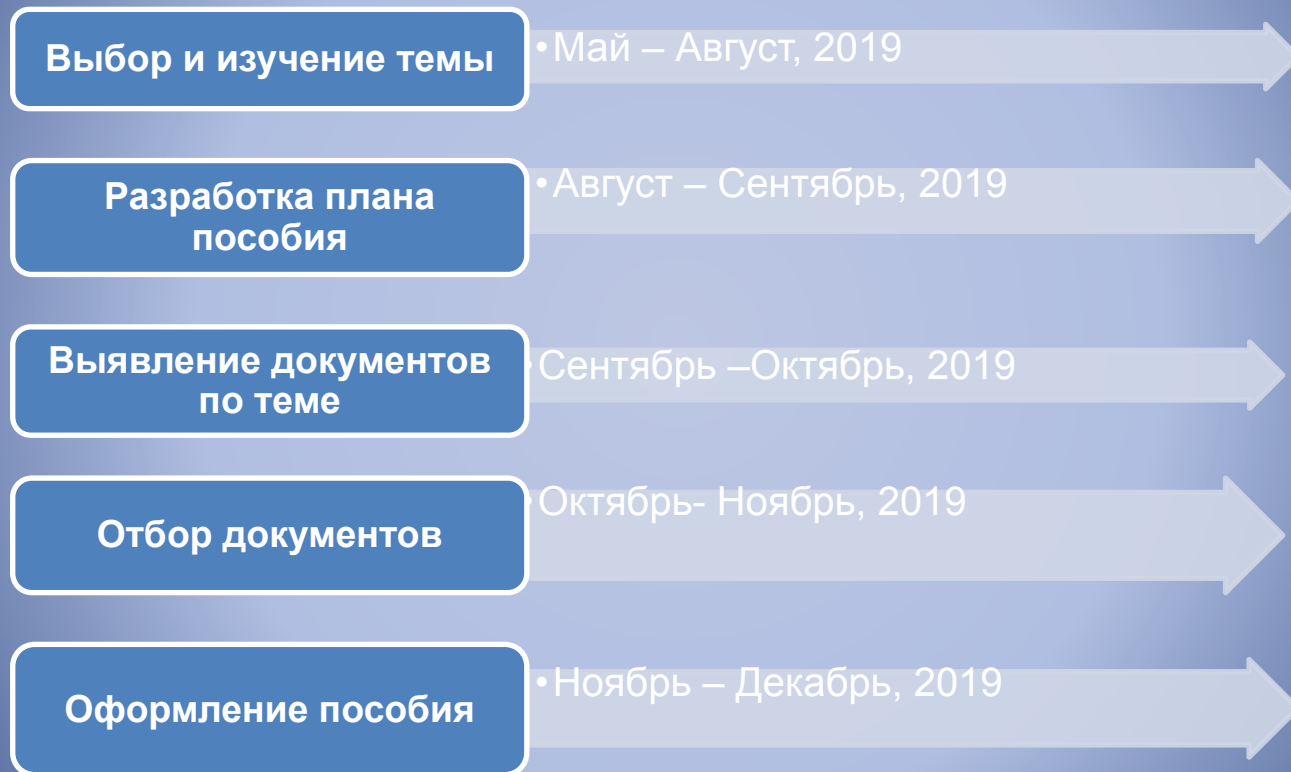 Выбор и изучение темы
•Май – Август, 2019
Разработка плана
пособия
•Август – Сентябрь, 2019
Выявление документов
по теме
•Сентябрь –Октябрь, 2019
Отбор документов
•Октябрь- Ноябрь, 2019
Оформление пособия
•Ноябрь – Декабрь, 2019